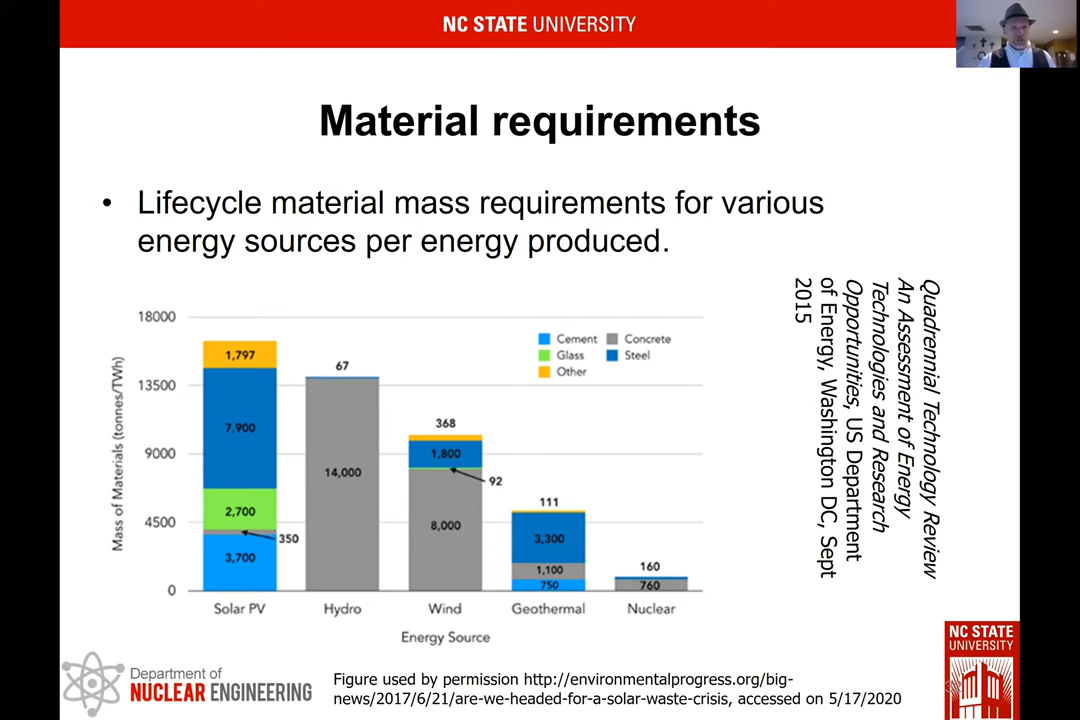 NC STATE UNIVERSITY
Material requirements
• Lifecycle material mass requirements for various
energy sources per energy produced.
Quadrennial Technology Review
An Assessment of Energy
Technologies and Research
Opportunities, US Department
of Energy, Washington DC, Sept
2015
Mass of Materials (tonnes/TWh)
18000
13500
9000
4500
0
Cement
Concrete
Glass
Steel
Other
1,797
7,900
2,700
350
3,700
67
14,000
368
1,800
92
8,000
111
3,300
1,100
750
160
760
Solar PV
Hydro
Wind
Geothermal
Nuclear
Energy Source
Department of
NUCLEAR ENGINEERING
Figure used by permission http://environmentalprogress.org/big-
news/2017/6/21/are-we-headed-for-a-solar-waste-crisis, accessed on 5/17/2020
NC STATE
UNIVERSITY